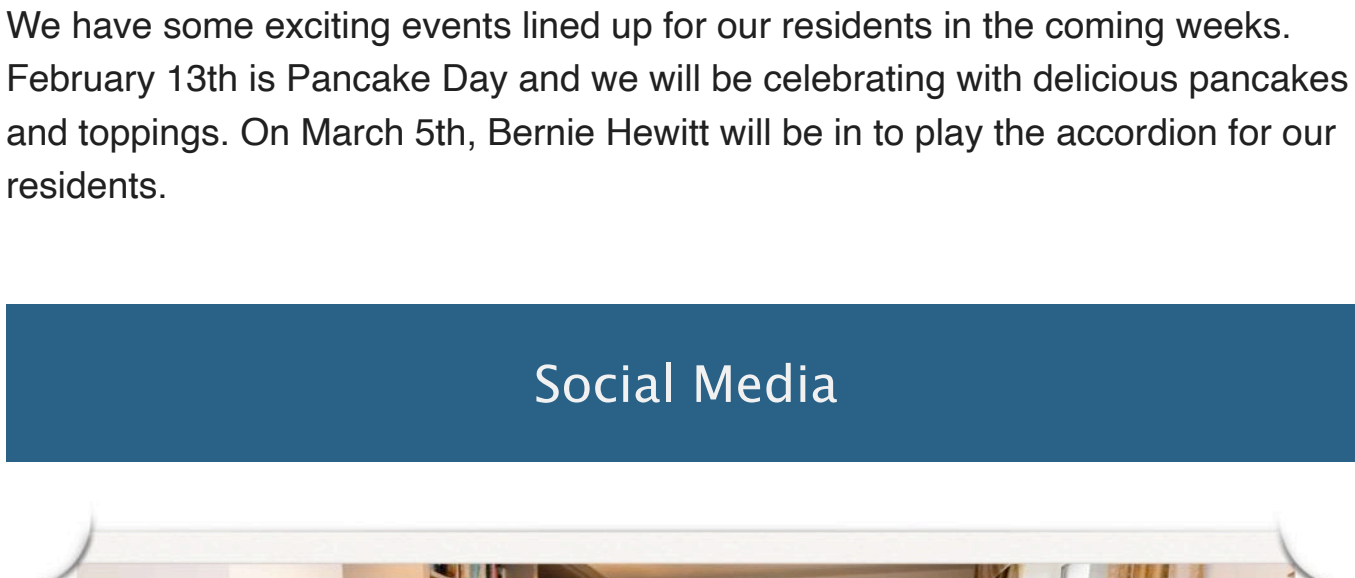 We have some exciting events lined up for our residents in the coming weeks.
February 13th is Pancake Day and we will be celebrating with delicious pancakes
and toppings. On March 5th, Bernie Hewitt will be in to play the accordion for our
residents.
Social Media